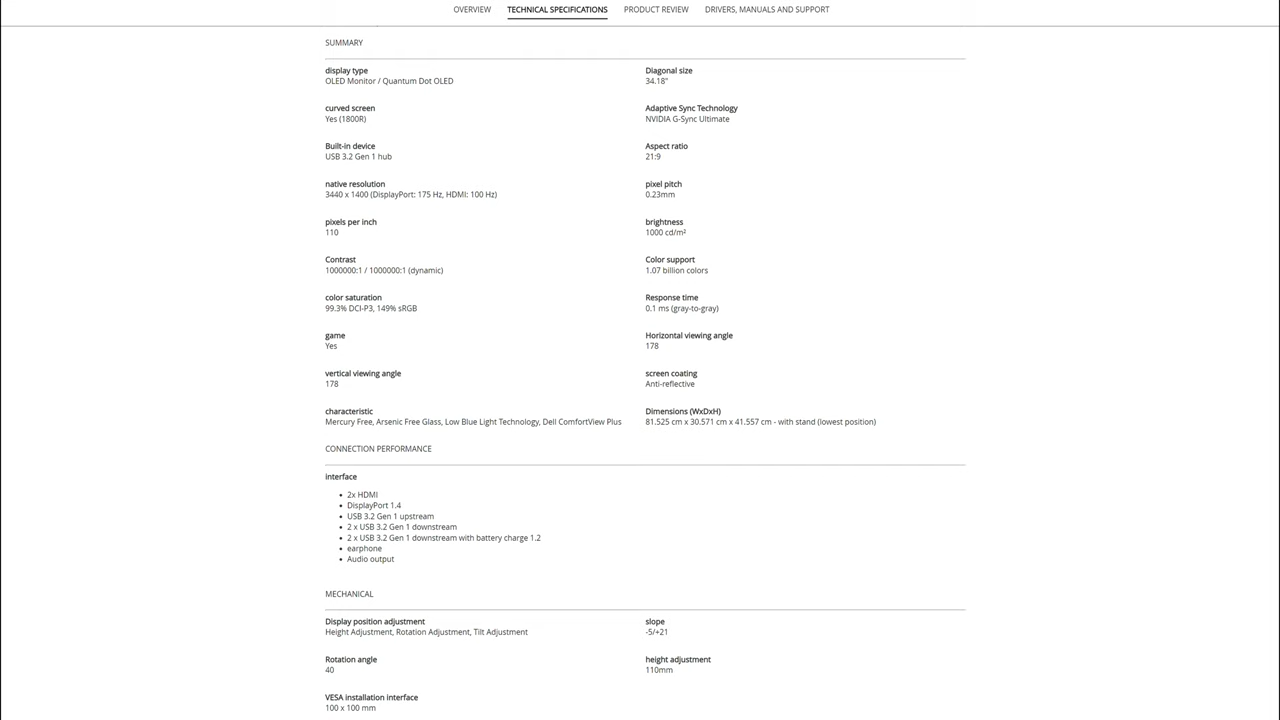 OVERVIEW TECHNICAL SPECIFICATIONS PRODUCT REVIEW DRIVERS, MANUALS AND SUPPORT
SUMMARY
display type
OLED Monitor / Quantum Dot OLED
Diagonal size
34.18"
curved screen
Yes (1800R)
Adaptive Sync Technology
NVIDIA G-Sync Ultimate
Built-in device
USB 3.2 Gen 1 hub
Aspect ratio
21:9
native resolution
3440 x 1400 (DisplayPort: 175 Hz, HDMI: 100 Hz)
pixel pitch
0.23mm
pixels per inch
110
brightness
1000 cd/m²
Contrast
1000000:1 / 1000000:1 (dynamic)
Color support
1.07 billion colors
color saturation
99.3% DCI-P3, 149% sRGB
Response time
0.1 ms (gray-to-gray)
game
Yes
Horizontal viewing angle
178
vertical viewing angle
178
screen coating
Anti-reflective
characteristic
Mercury Free, Arsenic Free Glass, Low Blue Light Technology, Dell ComfortView Plus
Dimensions (WxDxH)
81.525 cm x 30.571 cm x 41.557 cm - with stand (lowest position)
CONNECTION PERFORMANCE
interface
• 2x HDMI
• DisplayPort 1.4
• USB 3.2 Gen 1 upstream
• 2 x USB 3.2 Gen 1 downstream
• 2 x USB 3.2 Gen 1 downstream with battery charge 1.2
• earphone
• Audio output
MECHANICAL
Display position adjustment
Height Adjustment, Rotation Adjustment, Tilt Adjustment
slope
-5/+21
Rotation angle
40
height adjustment
110mm
VESA installation interface
100 x 100 mm